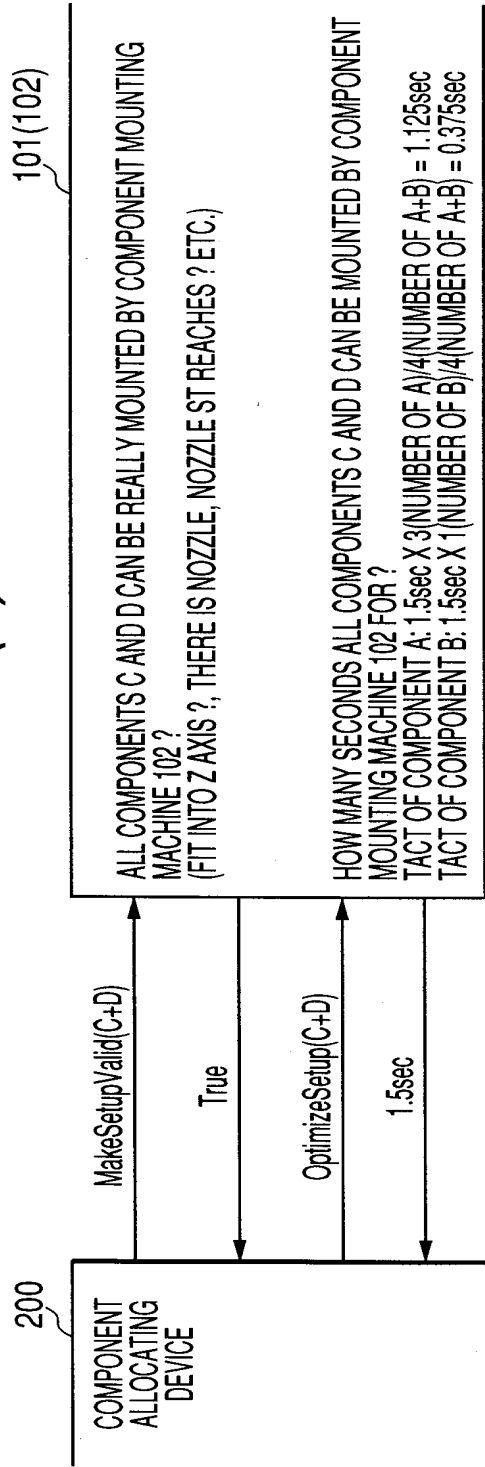 200
COMPONENT
ALLOCATING
DEVICE
MakeSetupValid(C+D)
True
OptimizeSetup(C+D)
1.5sec
101(102)
ALL COMPONENTS C AND D CAN BE REALLY MOUNTED BY COMPONENT MOUNTING
MACHINE 102 ?
(FIT INTO Z AXIS ?, THERE IS NOZZLE, NOZZLE ST REACHES ? ETC.)
HOW MANY SECONDS ALL COMPONENTS C AND D CAN BE MOUNTED BY COMPONENT
MOUNTING MACHINE 102 FOR ?
TACT OF COMPONENT A: 1.5sec X 3(NUMBER OF A)/4(NUMBER OF A+B) = 1.125sec
TACT OF COMPONENT B: 1.5sec X 1(NUMBER OF B)/4(NUMBER OF A+B) = 0.375sec